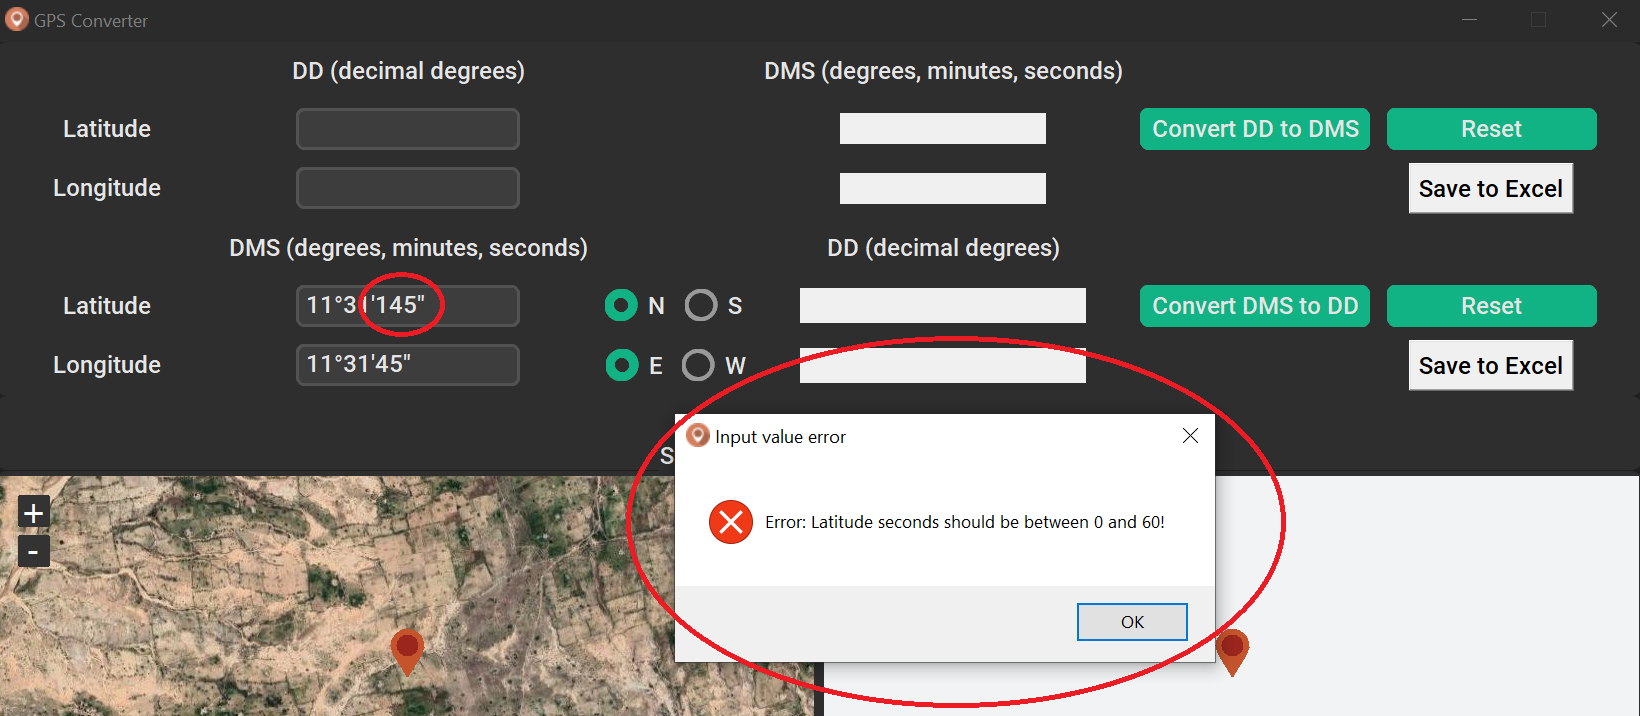 GPS Converter
DD (decimal degrees)
DMS (degrees, minutes, seconds)
Latitude
Convert DD to DMS
Reset
Longitude
Save to Excel
DMS (degrees, minutes, seconds)
DD (decimal degrees)
Latitude
11°31'145"
N
S
Convert DMS to DD
Reset
Longitude
11°31'45"
E
W
Save to Excel
Input value error
Error: Latitude seconds should be between 0 and 60!
OK
+
-